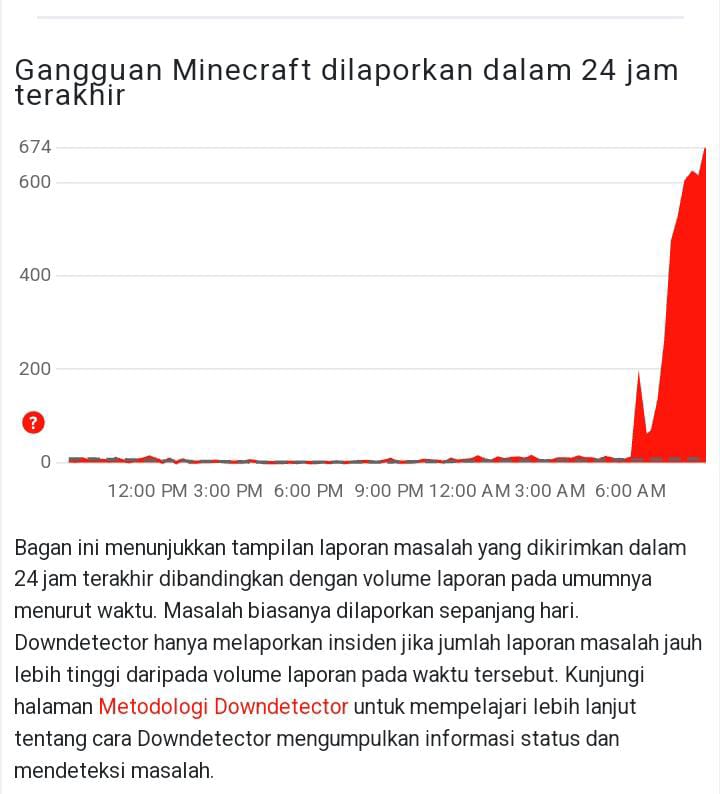 Gangguan Minecraft dilaporkan dalam 24 jam
terakhir
674
600
400
200
?
0
12:00 PM 3:00 PM 6:00 PM 9:00 PM 12:00 AM 3:00 AM 6:00 AM
Bagan ini menunjukkan tampilan laporan masalah yang dikirimkan dalam
24 jam terakhir dibandingkan dengan volume laporan pada umumnya
menurut waktu. Masalah biasanya dilaporkan sepanjang hari.
Downdetector hanya melaporkan insiden jika jumlah laporan masalah jauh
lebih tinggi daripada volume laporan pada waktu tersebut. Kunjungi
halaman Metodologi Downdetector untuk mempelajari lebih lanjut
tentang cara Downdetector mengumpulkan informasi status dan
mendeteksi masalah.